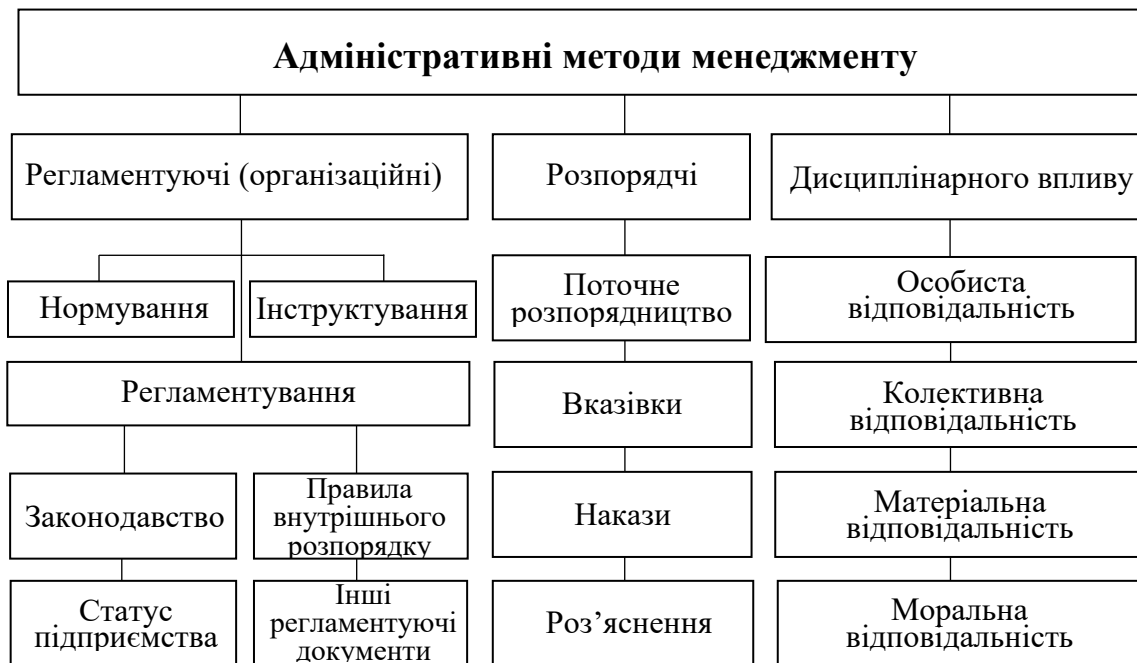 Адміністративні методи менеджменту
Регламентуючі (організаційні)
Розпорядчі
Дисциплінарного впливу
Нормування
Інструктування
Поточне
розпорядництво
Особиста
відповідальність
Регламентування
Вказівки
Колективна
відповідальність
Законодавство
Правила
внутрішнього
розпорядку
Накази
Матеріальна
відповідальність
Статус
підприємства
Інші
регламентуючі
документи
Роз’яснення
Моральна
відповідальність